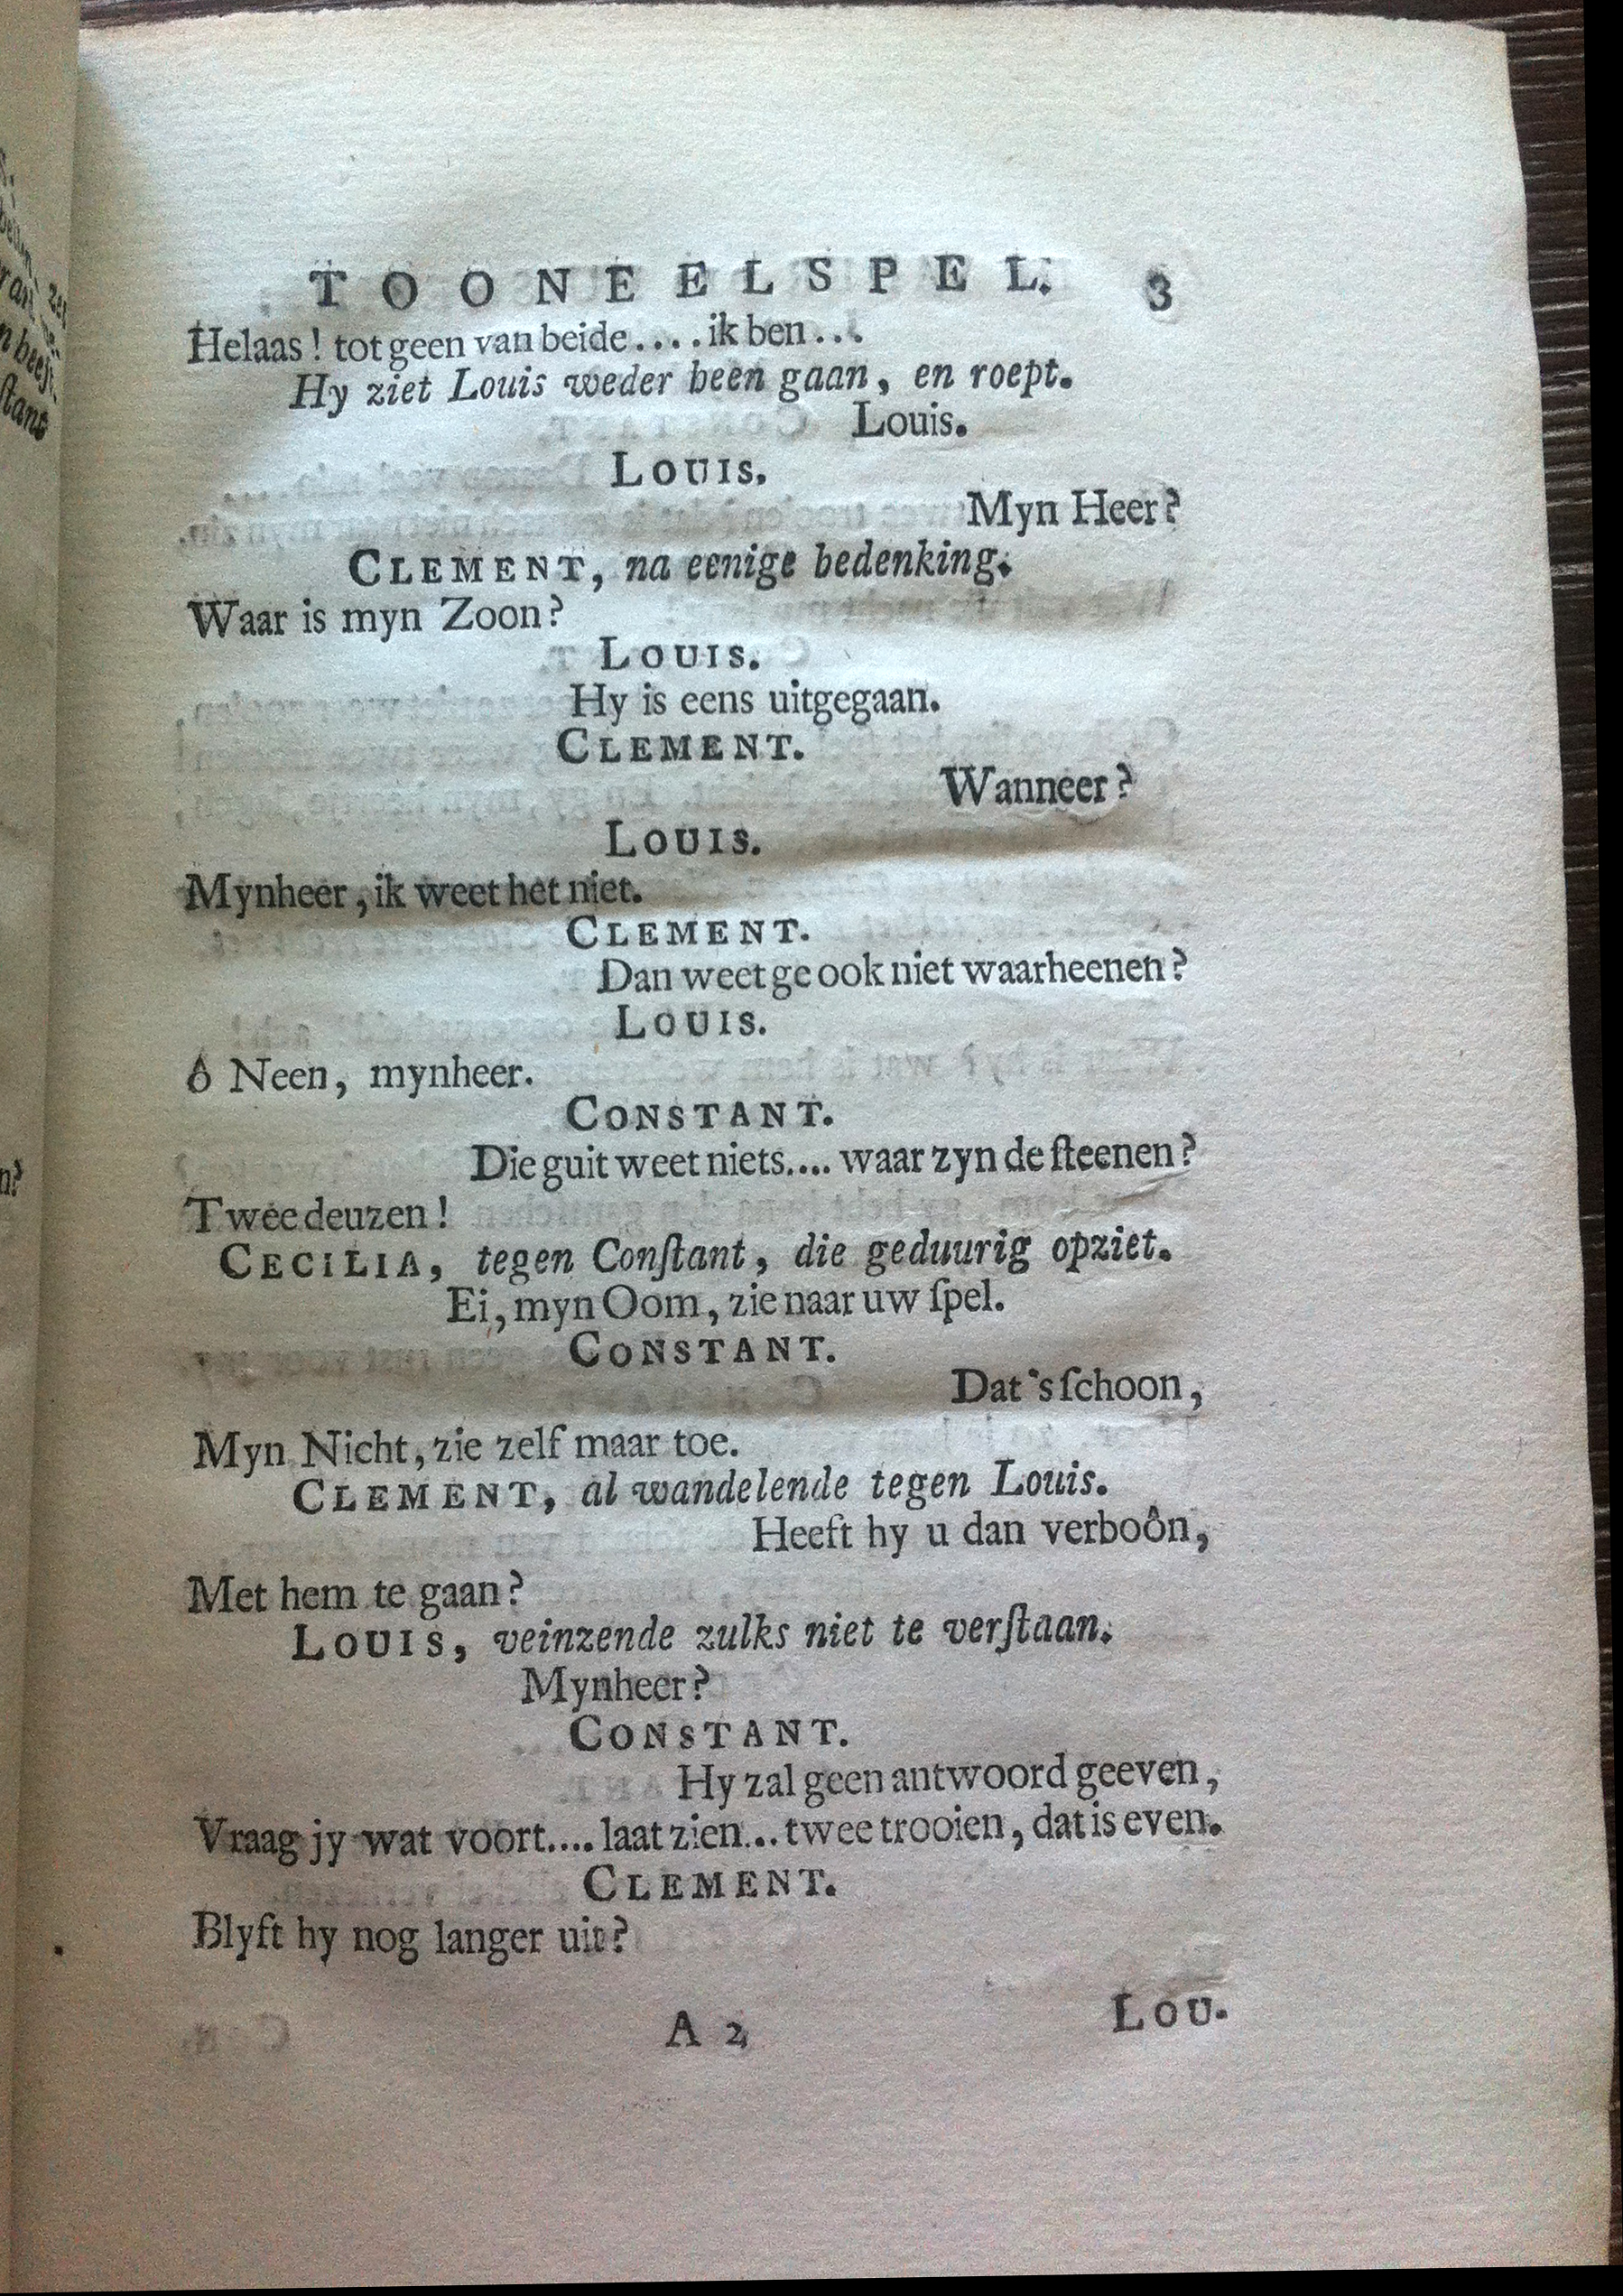 TOONEELSPEL. 3
Helaas! tot geen van beide.... ik ben...
Hy ziet Louis weder been gaan, en roept.
Louis.
LOUIS.
Myn Heer?
CLEMENT, na eenige bedenking.
Waar is myn Zoon?
LOUIS.
Hy is eens uitgegaan.
CLEMENT.
Wanneer?
LOUIS.
Mynheer, ik weet het niet.
CLEMENT.
Dan weet ge ook niet waarheenen?
LOUIS.
ô Neen, mynheer.
CONSTANT.
Die guit weet niets.... waar zyn de ſteenen?
Twee deuzen!
CECILIA, tegen Conſtant, die geduurig opziet.
Ei, myn Oom, zie naar uw ſpel.
CONSTANT.
Dat 's ſchoon,
Myn Nicht, zie zelf maar toe.
CLEMENT, al wandelende tegen Louis.
Heeft hy u dan verboôn,
Met hem te gaan?
LOUIS, veinzende zulks niet te verſtaan.
Mynheer?
CONSTANT.
Hy zal geen antwoord geeven,
Vraag jy wat voort.... laat zien... twee trooien, dat is even.
CLEMENT.
Blyft hy nog langer uit?
A 2 LOU-